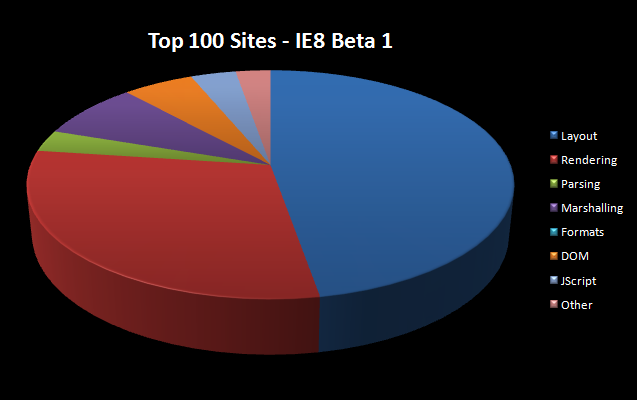 Top 100 Sites - IE8 Beta 1
Layout
Rendering
Parsing
Marshalling
Formats
DOM
JScript
Other